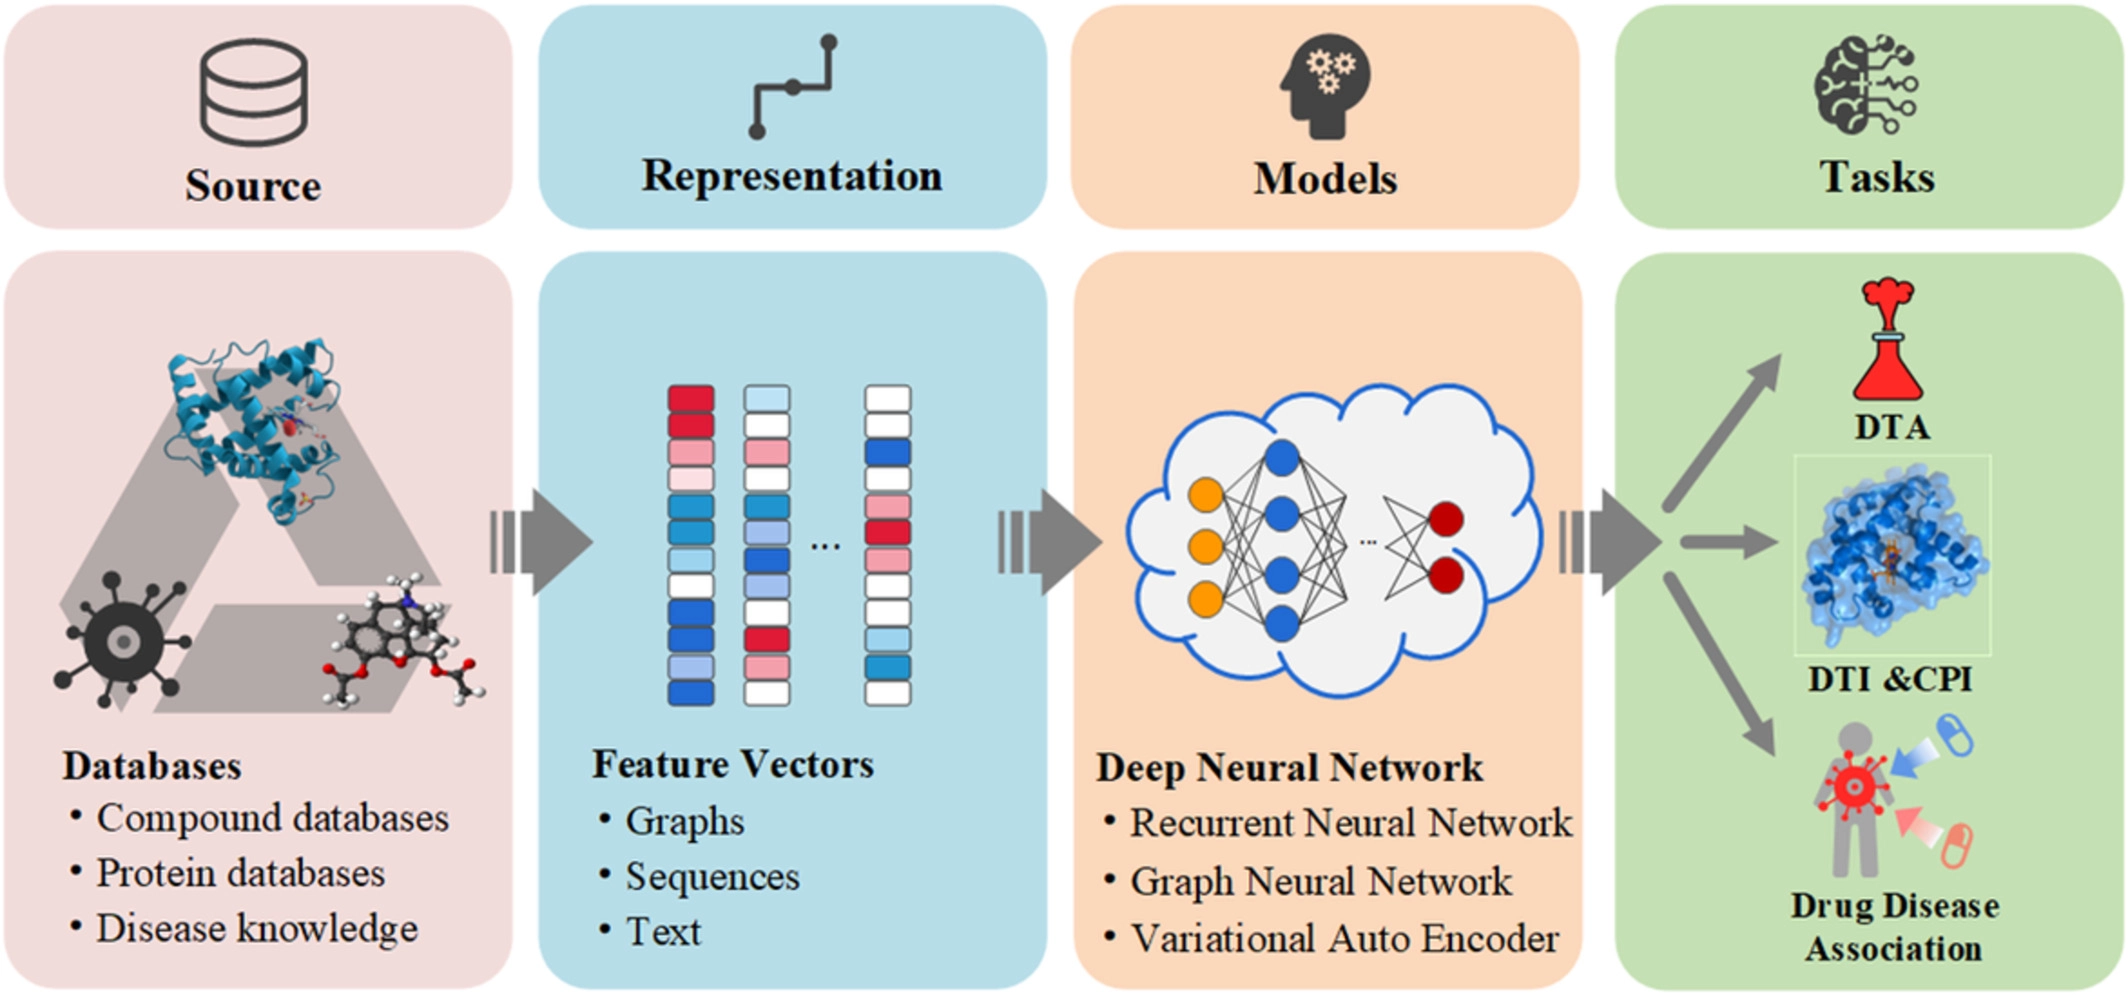 Source
Representation
Models
Tasks
Databases
• Compound databases
• Protein databases
• Disease knowledge
...
Feature Vectors
• Graphs
• Sequences
• Text
...
Deep Neural Network
• Recurrent Neural Network
• Graph Neural Network
• Variational Auto Encoder
DTA
DTI &CPI
Drug Disease
Association